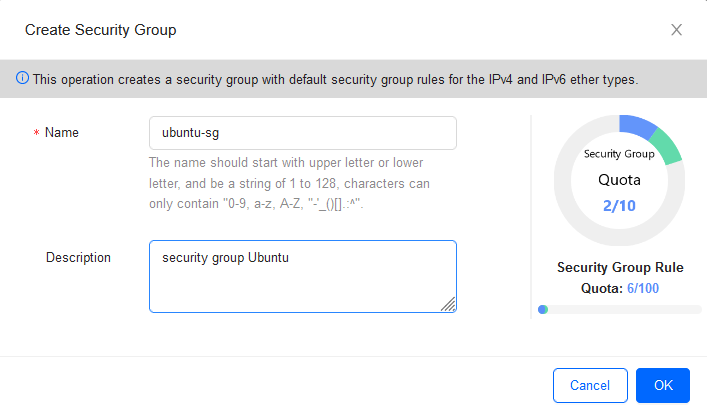 Create Security Group
This operation creates a security group with default security group rules for the IPv4 and IPv6 ether types.
* Name
ubuntu-sg
The name should start with upper letter or lower
letter, and be a string of 1 to 128, characters can
only contain "0-9, a-z, A-Z, "-'_()[].:^".
Description
security group Ubuntu
Security Group
Quota
2/10
Security Group Rule
Quota: 6/100
Cancel
OK